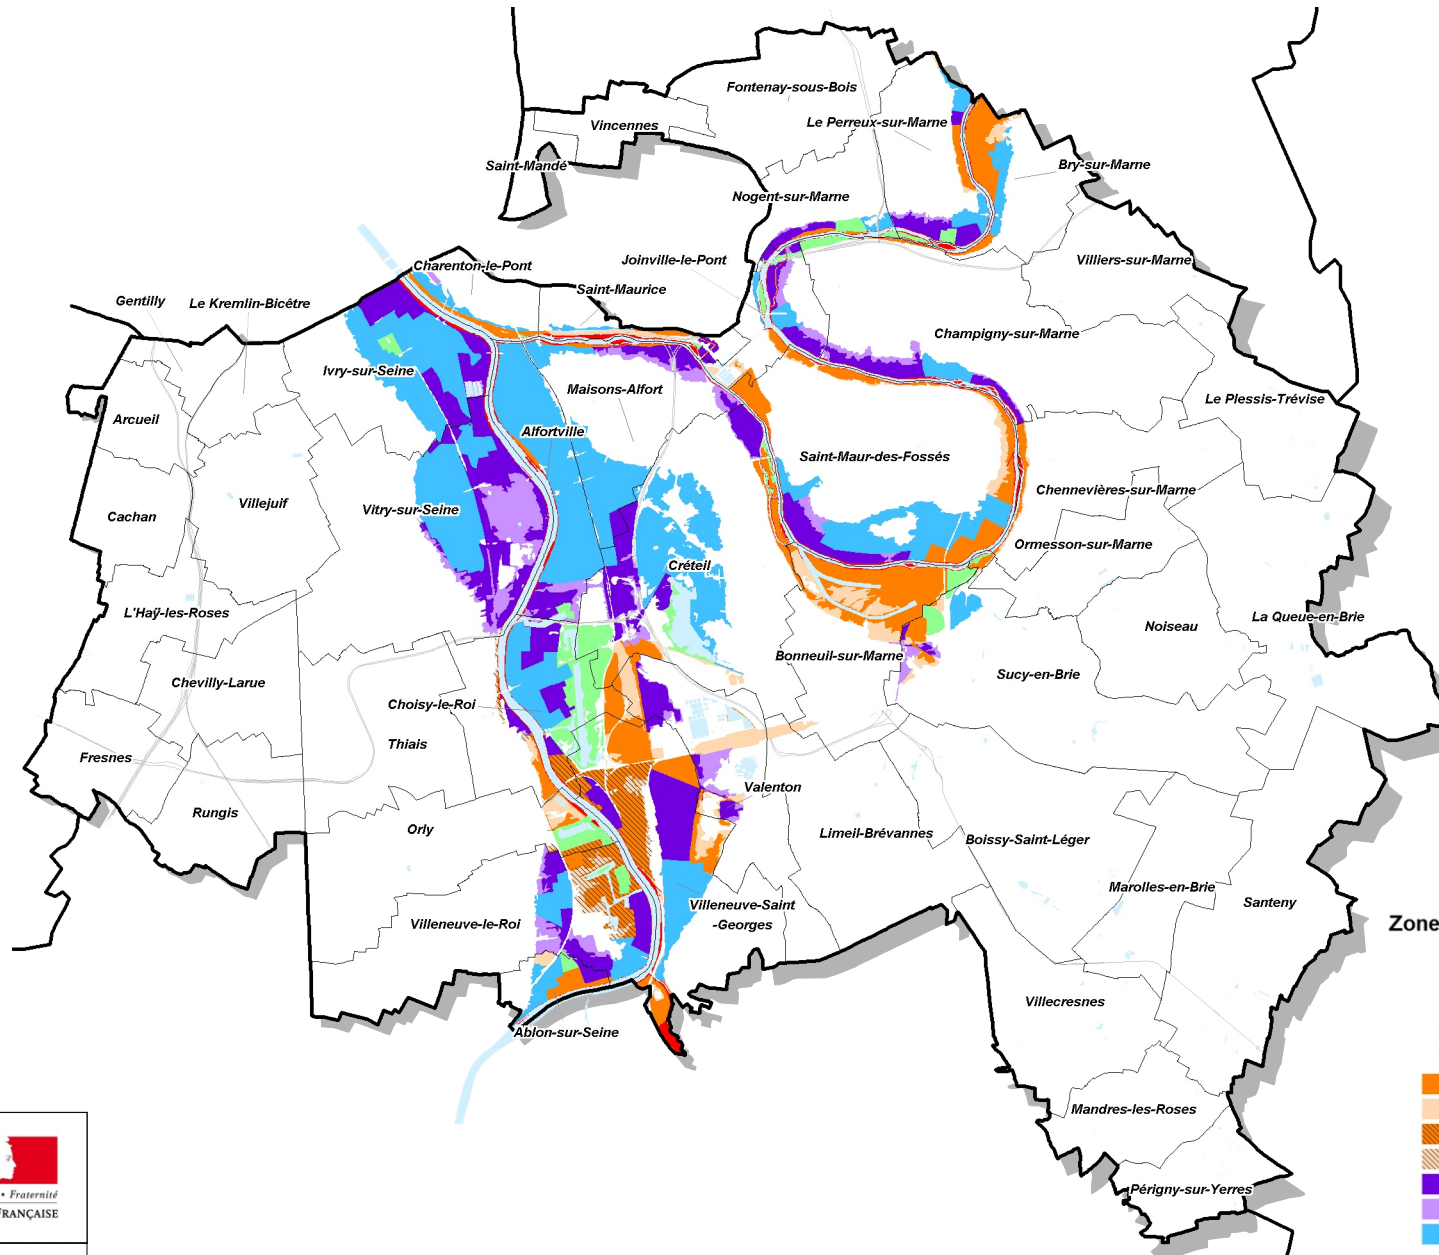 Fontenay-sous-Bois
Vincennes
Le Perreux-sur-Marne
Saint-Mandé
Bry-sur-Marne
Nogent-sur-Marne
Joinville-le-Pont
Villiers-sur-Marne
Charenton-le-Pont
Saint-Maurice
Gentilly
Le Kremlin-Bicêtre
Champigny-sur-Marne
Ivry-sur-Seine
Maisons-Alfort
Le Plessis-Trévise
Arcueil
Alfortville
Saint-Maur-des-Fossés
Chennevières-sur-Marne
Villejuif
Vitry-sur-Seine
Cachan
Ormesson-sur-Marne
Créteil
L'Haÿ-les-Roses
Noiseau
La Queue-en-Brie
Bonneuil-sur-Marne
Sucy-en-Brie
Chevilly-Larue
Choisy-le-Roi
Thiais
Fresnes
Valenton
Rungis
Orly
Limeil-Brévannes
Boissy-Saint-Léger
Marolles-en-Brie
Santeny
Villeneuve-Saint
-Georges
Villeneuve-le-Roi
Zone
Villecresnes
Ablon-sur-Seine
Mandres-les-Roses
Périgny-sur-Yerres
• Fraternité
FRANÇAISE